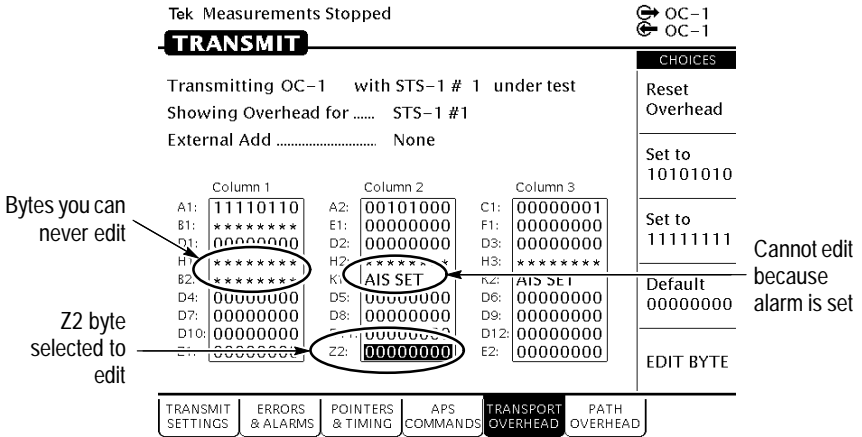 Tek Measurements Stopped
OC-1
OC-1
TRANSMIT
CHOICES
Transmitting OC-1 with STS-1 # 1 under test
Showing Overhead for ...... STS-1 #1
External Add ............................ None
Reset
Overhead
Set to
10101010
Set to
11111111
Default
00000000
EDIT BYTE
Column 1 Column 2 Column 3
A1: 11110110 A2: 00101000 C1: 00000001
B1: ******** E1: 00000000 F1: 00000000
D1: 00000000 D2: 00000000 D3: 00000000
H1: ******** H2: ******** H3: ********
B2: ******** K1: AIS SET K2: AIS SET
D4: 00000000 D5: 00000000 D6: 00000000
D7: 00000000 D8: 00000000 D9: 00000000
D10: 00000000 D11: 00000000 D12: 00000000
Z1: 00000000 Z2: 00000000 E2: 00000000
Bytes you can
never edit
Z2 byte
selected to
edit
Cannot edit
because
alarm is set
TRANSMIT
SETTINGS
ERRORS
& ALARMS
POINTERS
& TIMING
APS
COMMANDS
TRANSPORT
OVERHEAD
PATH
OVERHEAD